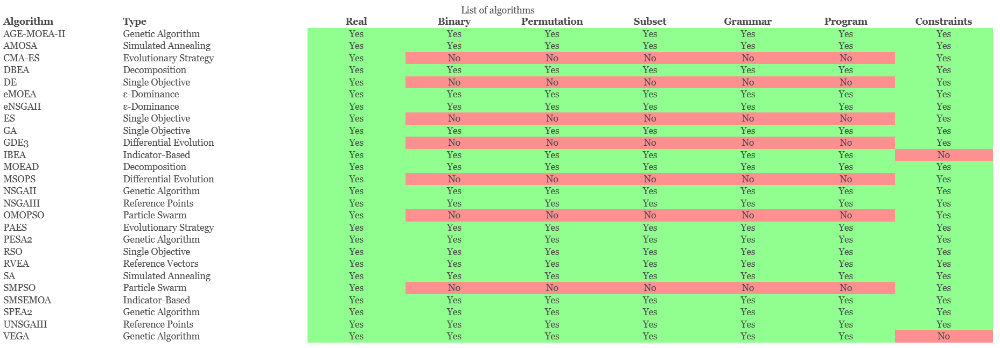 List of algorithms
Algorithm Type Real Binary Permutation Subset Grammar Program Constraints
AGE-MOEA-II Genetic Algorithm Yes Yes Yes Yes Yes Yes Yes
AMOSA Simulated Annealing Yes Yes Yes Yes Yes Yes Yes
CMA-ES Evolutionary Strategy Yes No No No No No Yes
DBEA Decomposition Yes Yes Yes Yes Yes Yes Yes
DE Single Objective Yes No No No No No Yes
eMOEA ε-Dominance Yes Yes Yes Yes Yes Yes Yes
eNSGAII ε-Dominance Yes Yes Yes Yes Yes Yes Yes
ES Single Objective Yes No No No No No Yes
GA Single Objective Yes Yes Yes Yes Yes Yes Yes
GDE3 Differential Evolution Yes No No No No No Yes
IBEA Indicator-Based Yes Yes Yes Yes Yes Yes No
MOEAD Decomposition Yes Yes Yes Yes Yes Yes Yes
MSOPS Differential Evolution Yes No No No No No Yes
NSGAII Genetic Algorithm Yes Yes Yes Yes Yes Yes Yes
NSGAIII Reference Points Yes Yes Yes Yes Yes Yes Yes
OMOPSO Particle Swarm Yes No No No No No Yes
PAES Evolutionary Strategy Yes Yes Yes Yes Yes Yes Yes
PESA2 Genetic Algorithm Yes Yes Yes Yes Yes Yes Yes
RSO Single Objective Yes Yes Yes Yes Yes Yes Yes
RVEA Reference Vectors Yes Yes Yes Yes Yes Yes Yes
SA Simulated Annealing Yes Yes Yes Yes Yes Yes Yes
SMPSO Particle Swarm Yes No No No No No Yes
SMSEMOA Indicator-Based Yes Yes Yes Yes Yes Yes Yes
SPEA2 Genetic Algorithm Yes Yes Yes Yes Yes Yes Yes
UNSGAIII Reference Points Yes Yes Yes Yes Yes Yes Yes
VEGA Genetic Algorithm Yes Yes Yes Yes Yes Yes No